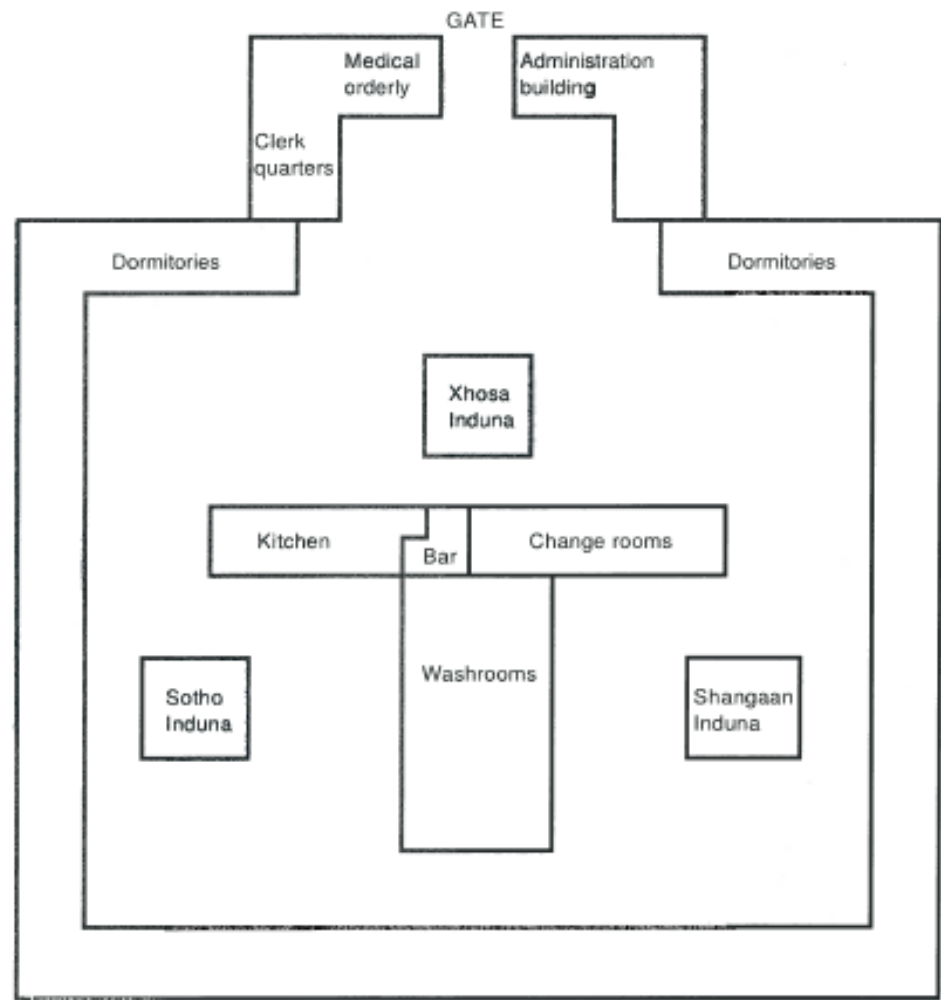 GATE
Medical
orderly
Administration
building
Clerk
quarters
Dormitories
Dormitories
Xhosa
Induna
Kitchen
Bar
Change rooms
Washrooms
Sotho
Induna
Shangaan
Induna